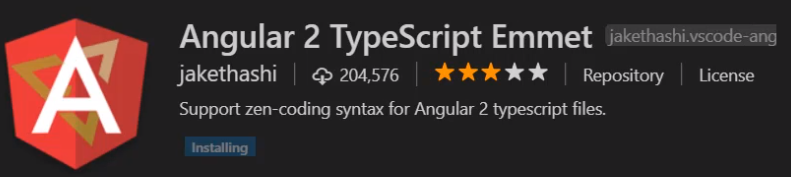 Angular 2 TypeScript Emmet jakethashi.vscode-ang
jakethashi 204,576 Repository License
Support zen-coding syntax for Angular 2 typescript files.
Installing